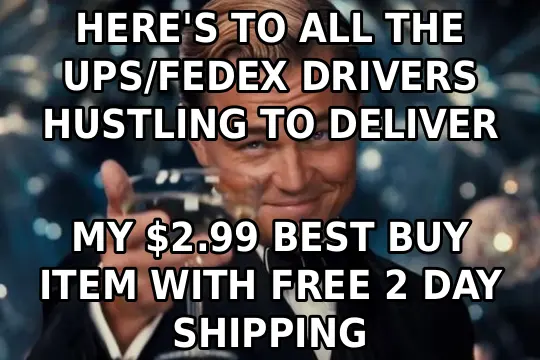 HERE'S TO ALL THE
UPS/FEDEX DRIVERS
HUSTLING TO DELIVER
MY $2.99 BEST BUY
ITEM WITH FREE 2 DAY
SHIPPING